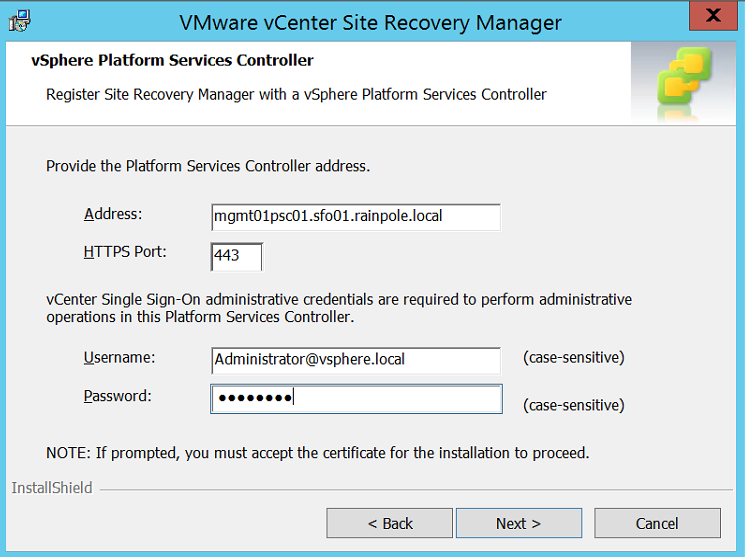 VMware vCenter Site Recovery Manager
X
vSphere Platform Services Controller
Register Site Recovery Manager with a vSphere Platform Services Controller
Provide the Platform Services Controller address.
Address: mgmt01psc01.sfo01.rainpole.local
HTTPS Port: 443
vCenter Single Sign-On administrative credentials are required to perform administrative
operations in this Platform Services Controller.
Username: Administrator@vsphere.local (case-sensitive)
Password: ●●●●●●●● (case-sensitive)
NOTE: If prompted, you must accept the certificate for the installation to proceed.
InstallShield
< Back Next > Cancel